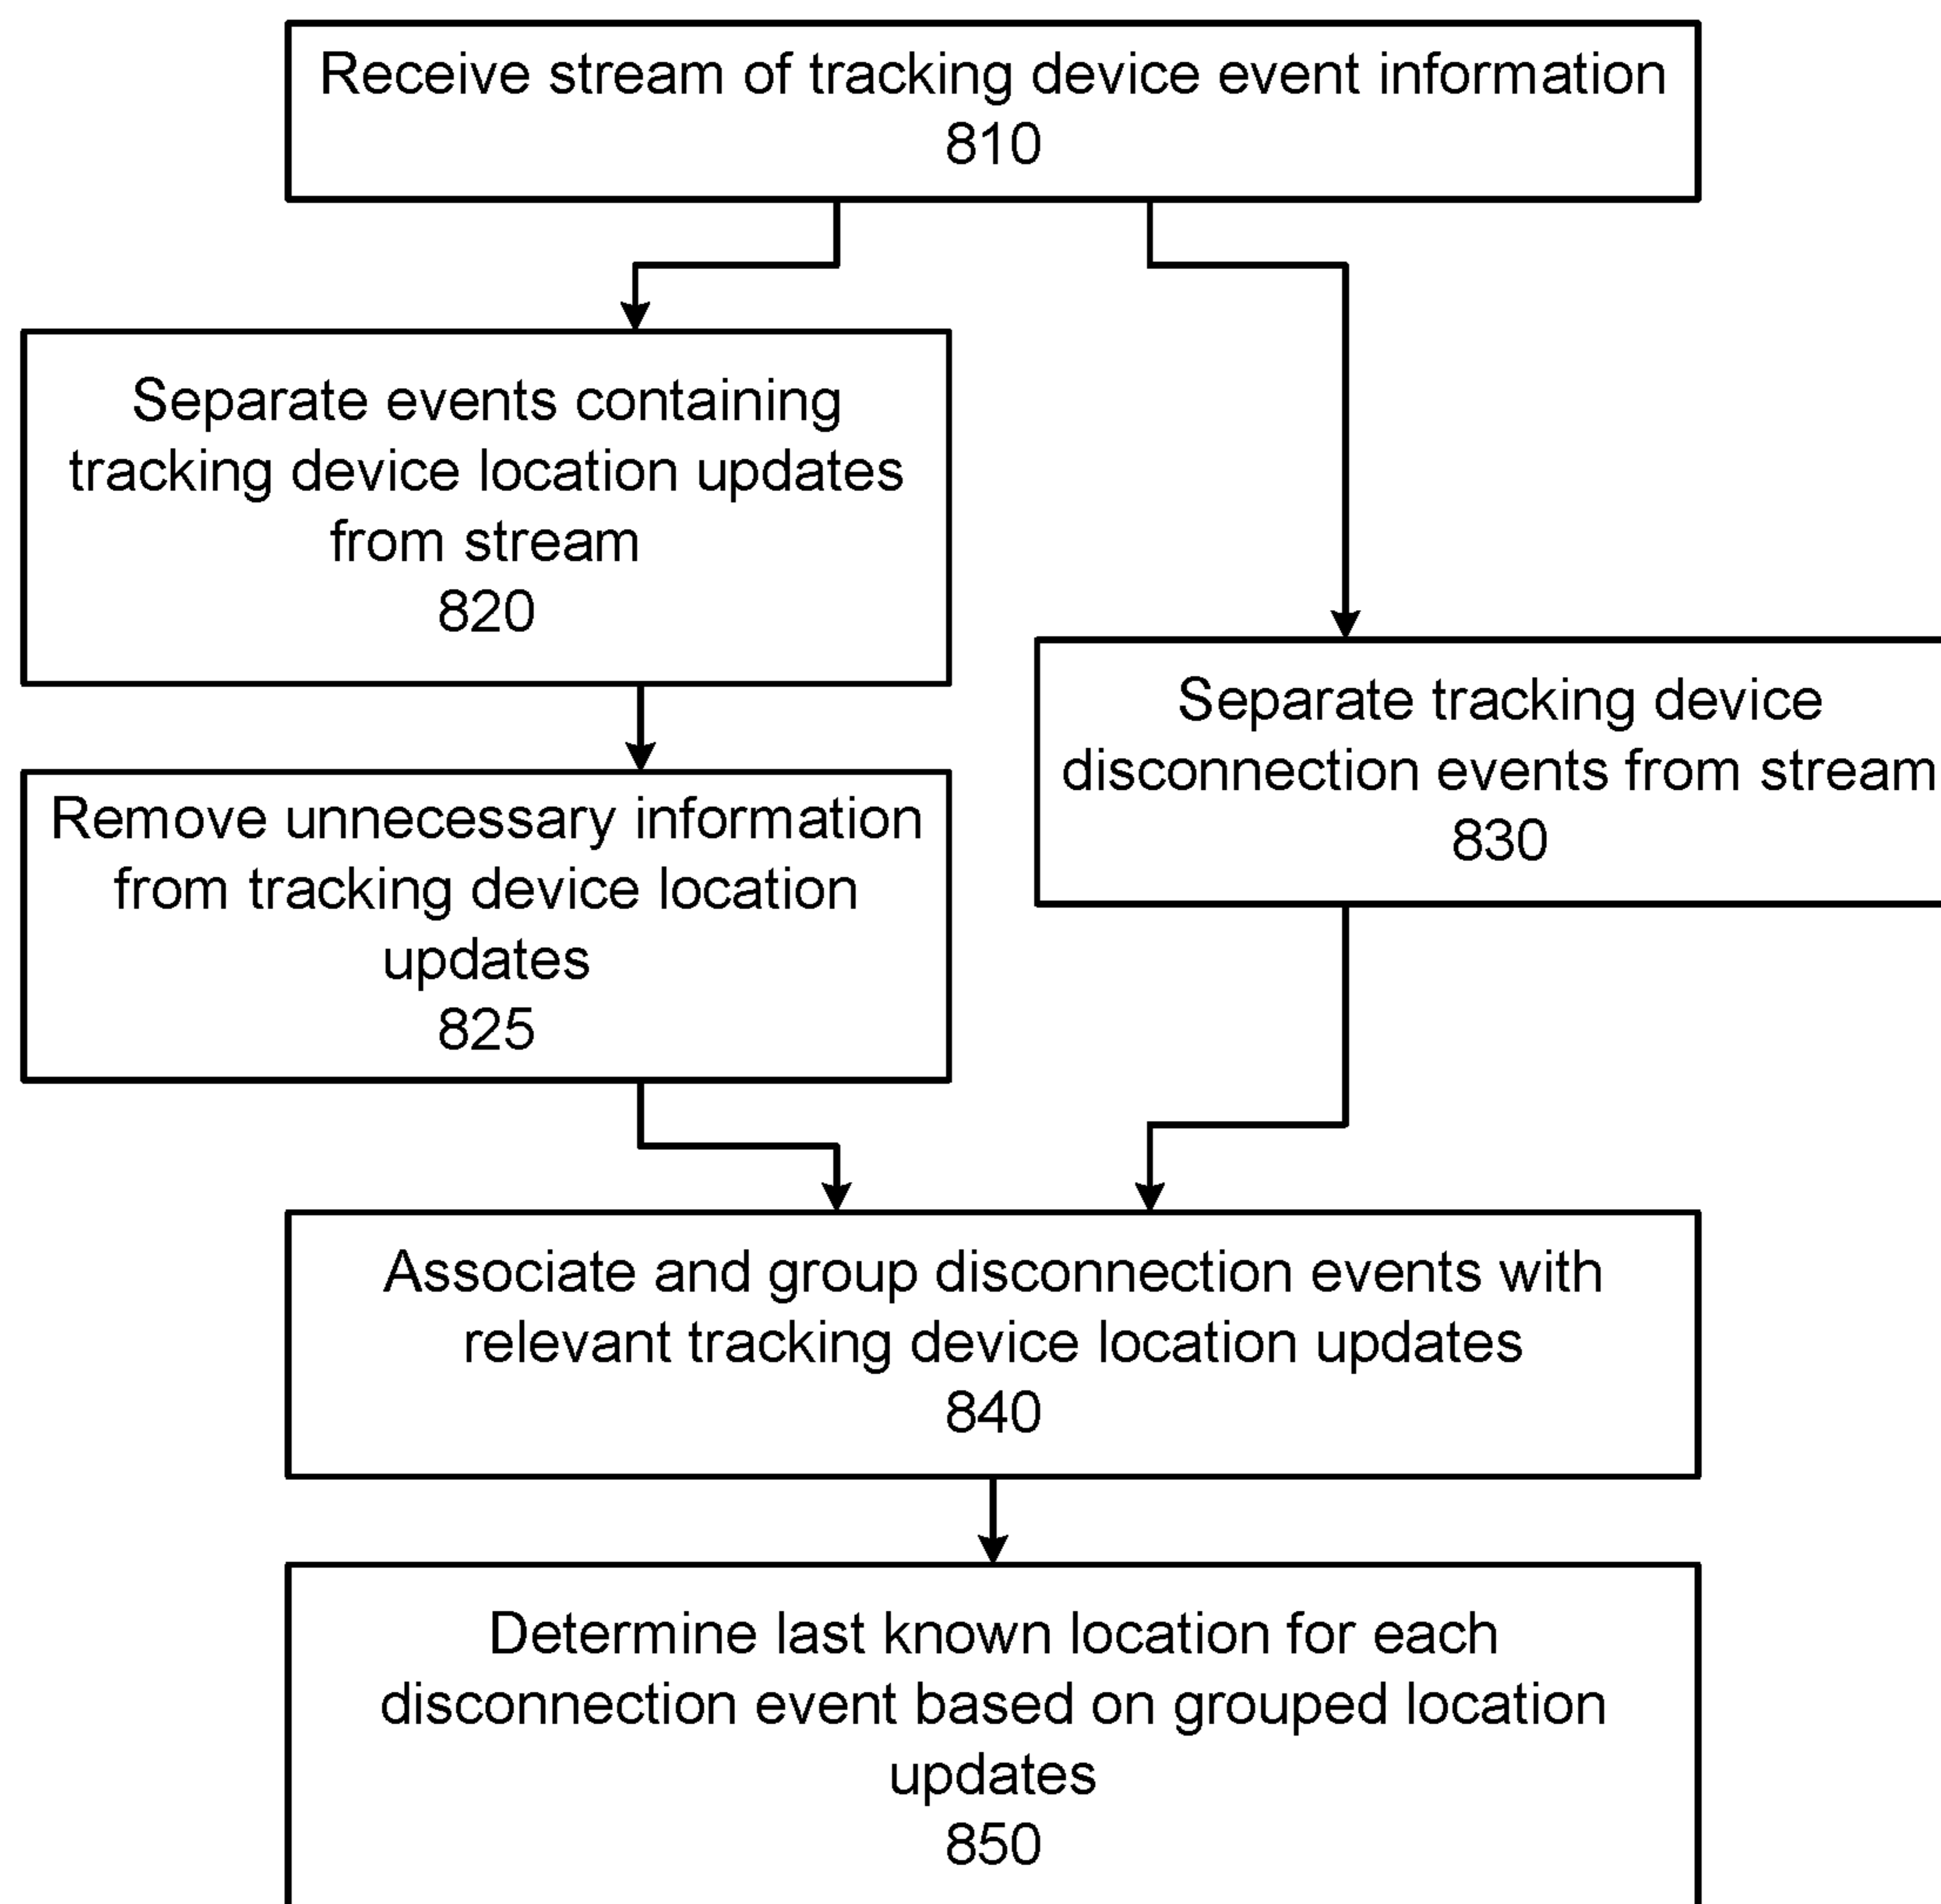 Receive stream of tracking device event information
810
Separate events containing
tracking device location updates
from stream
820
Separate tracking device
disconnection events from stream
830
Remove unnecessary information
from tracking device location
updates
825
Associate and group disconnection events with
relevant tracking device location updates
840
Determine last known location for each
disconnection event based on grouped location
updates
850